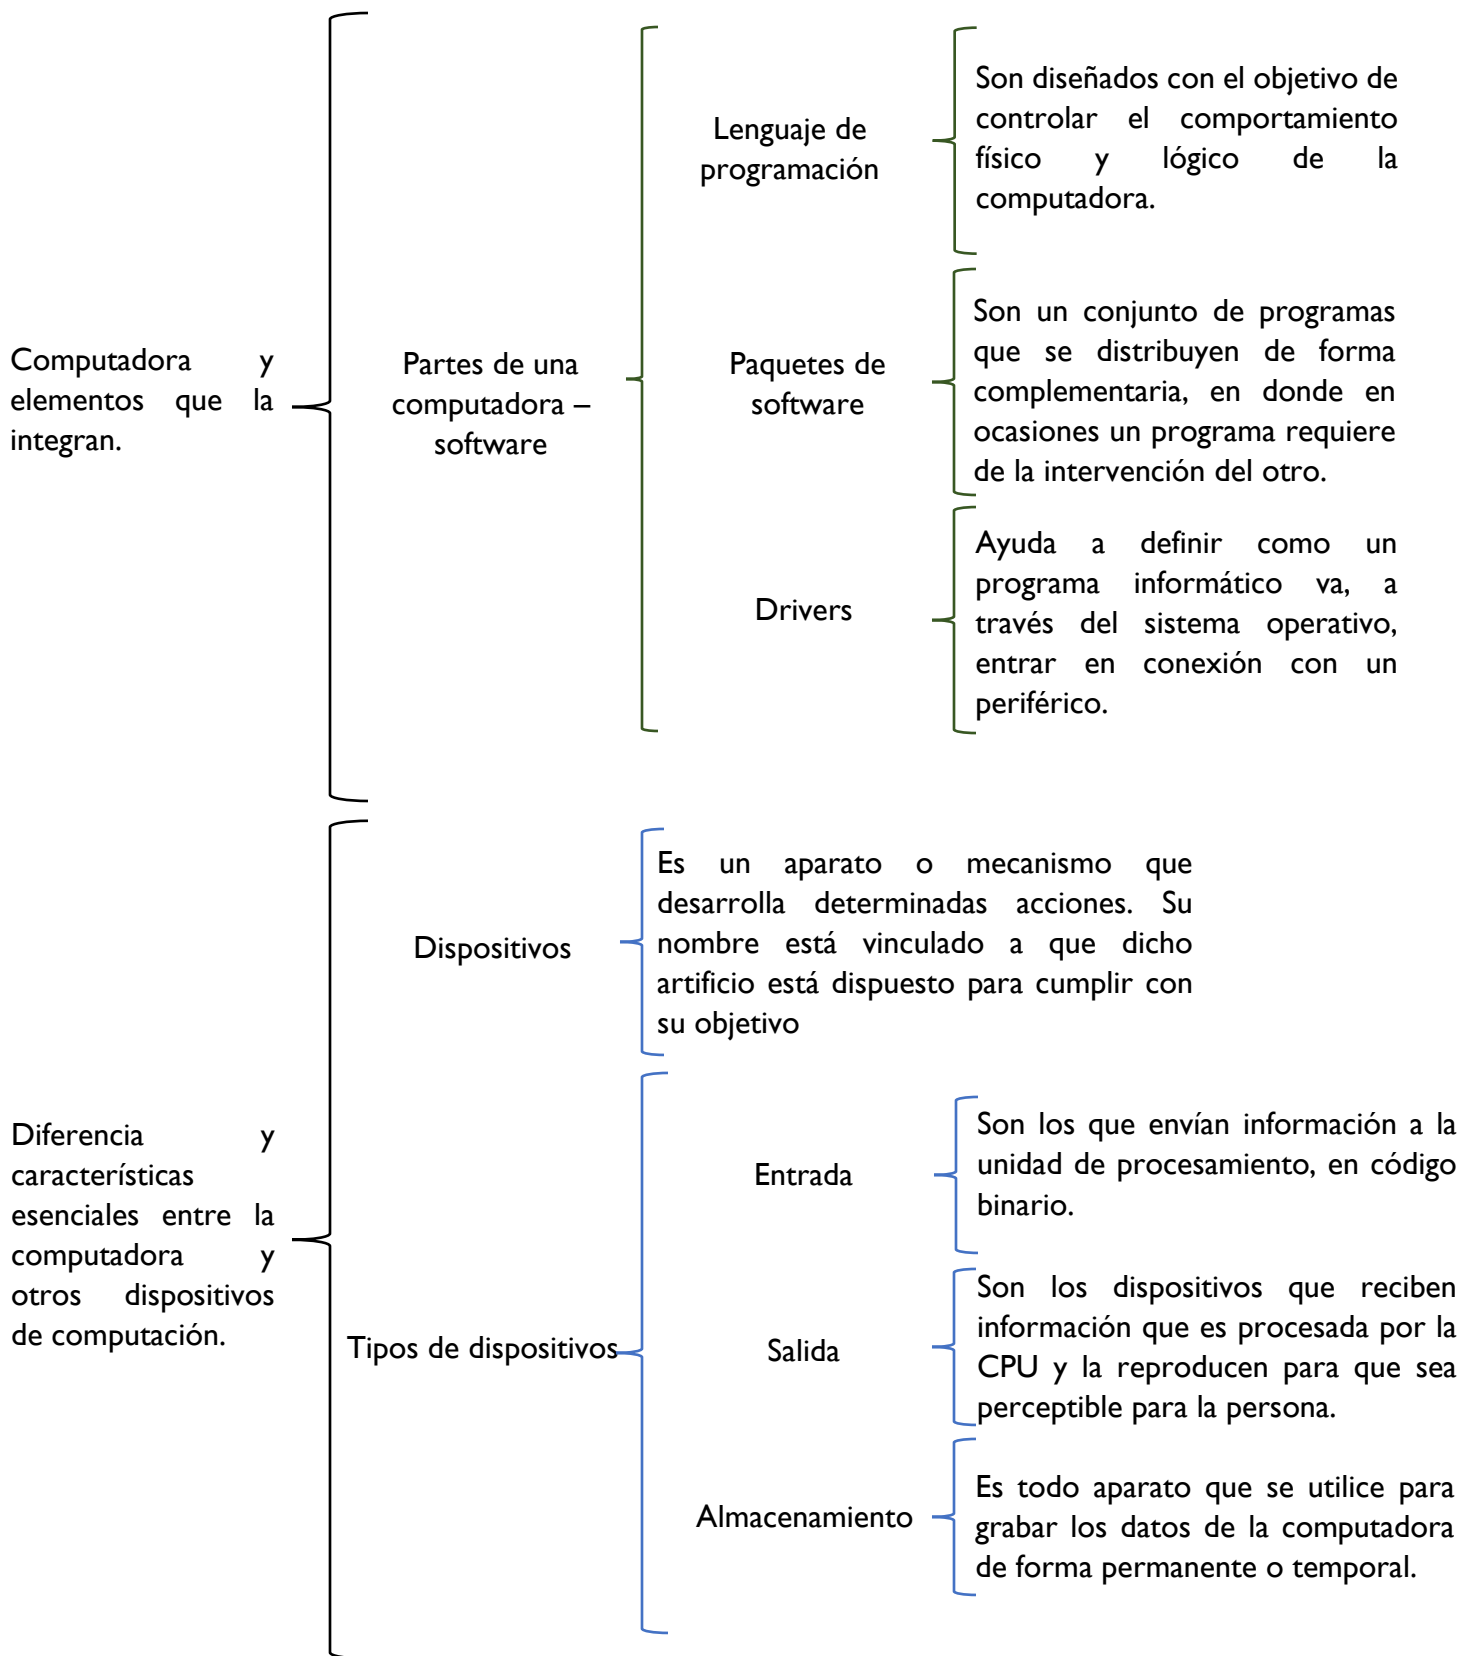 Computadora y
elementos que la
integran.
Partes de una
computadora –
software
Lenguaje de
programación
Son diseñados con el objetivo de
controlar el comportamiento
físico y lógico de la
computadora.
Paquetes de
software
Son un conjunto de programas
que se distribuyen de forma
complementaria, en donde en
ocasiones un programa requiere
de la intervención del otro.
Drivers
Ayuda a definir como un
programa informático va, a
través del sistema operativo,
entrar en conexión con un
periférico.
Diferencia y
característícas
esenciales entre la
computadora y
otros dispositivos
de computación.
Dispositivos
Es un aparato o mecanismo que
desarrolla determinadas acciones. Su
nombre está vinculado a que dicho
artificio está dispuesto para cumplir con
su objetivo
Tipos de dispositivos
Entrada
Son los que envían información a la
unidad de procesamiento, en código
binario.
Salida
Son los dispositivos que reciben
información que es procesada por la
CPU y la reproducen para que sea
perceptible para la persona.
Almacenamiento
Es todo aparato que se utilice para
grabar los datos de la computadora
de forma permanente o temporal.